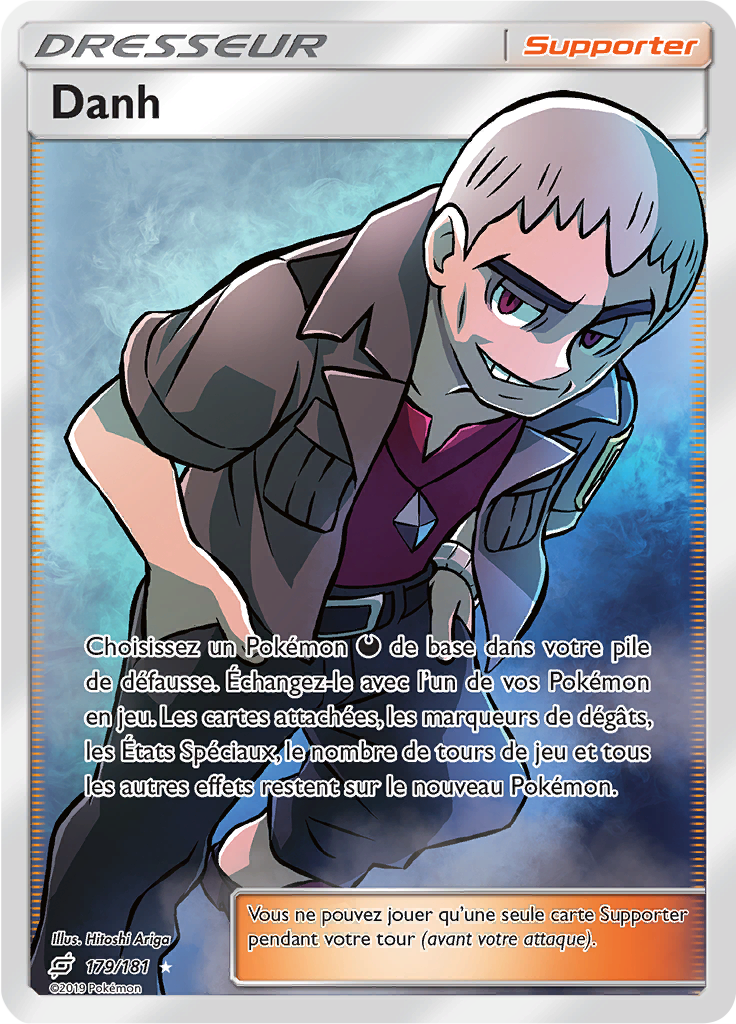 DRESSEUR
Supporter
Danh
Choisissez un Pokémon de base dans votre pile
de défausse. Échangez-le avec l'un de vos Pokémon
en jeu. Les cartes attachées, les marqueurs de dégâts,
les États Spéciaux, le nombre de tours de jeu et tous
les autres effets restent sur le nouveau Pokémon.
Vous ne pouvez jouer qu'une seule carte Supporter
pendant votre tour (avant votre attaque).
Illus. Hitoshi Ariga
179/181 ★
©2019 Pokémon